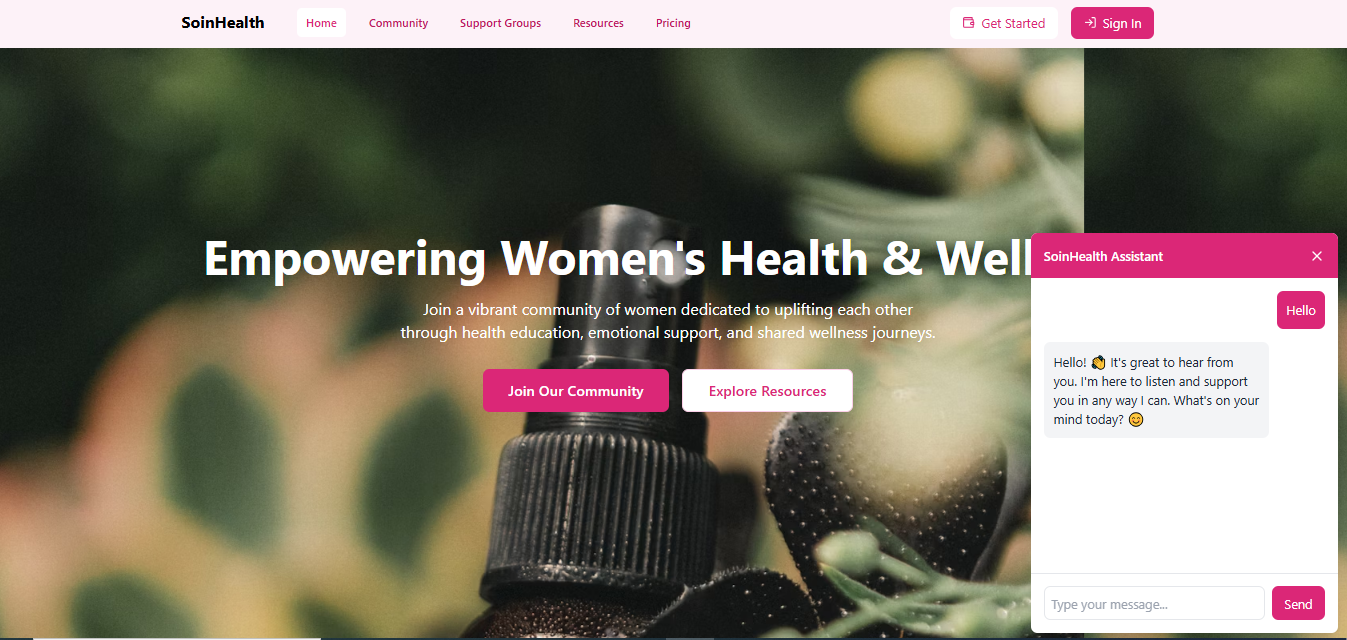 SoinHealth
Home
Community
Support Groups
Resources
Pricing
Get Started
Sign In
Empowering Women's Health & Well
Join a vibrant community of women dedicated to uplifting each other
through health education, emotional support, and shared wellness journeys.
Join Our Community
Explore Resources
SoinHealth Assistant
Hello
Hello! 👏 It's great to hear from
you. I'm here to listen and support
you in any way I can. What's on your
mind today? 😊
Type your message...
Send